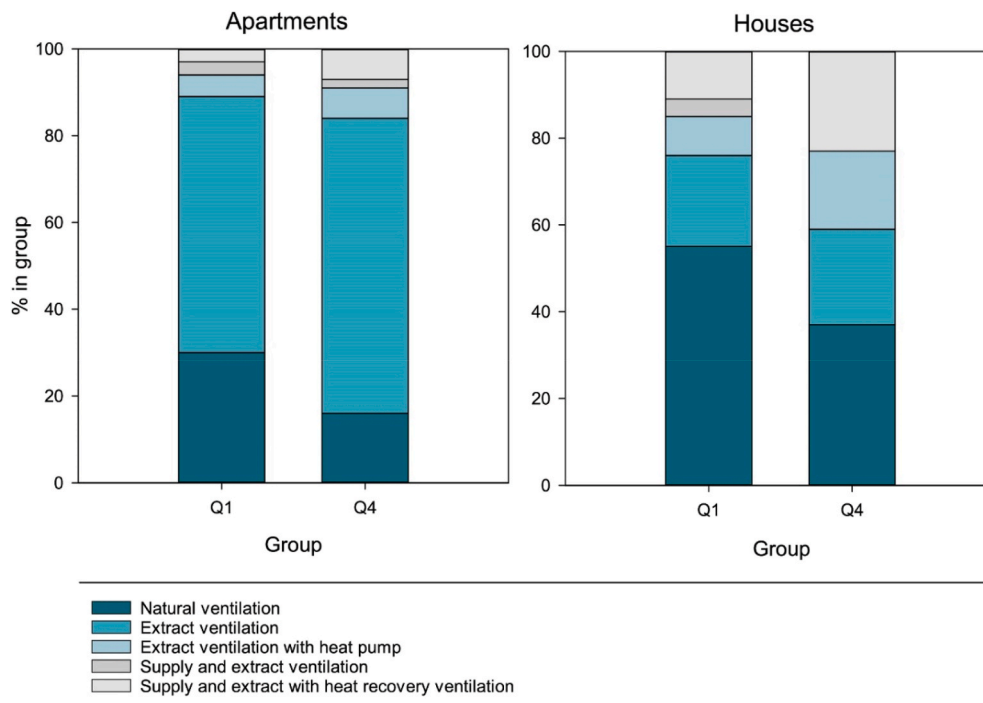 Apartments
100
80
60
40
20
0
% in group
Q1 Q4
Group
Houses
100
80
60
40
20
0
Q1 Q4
Group
Natural ventilation
Extract ventilation
Extract ventilation with heat pump
Supply and extract ventilation
Supply and extract with heat recovery ventilation